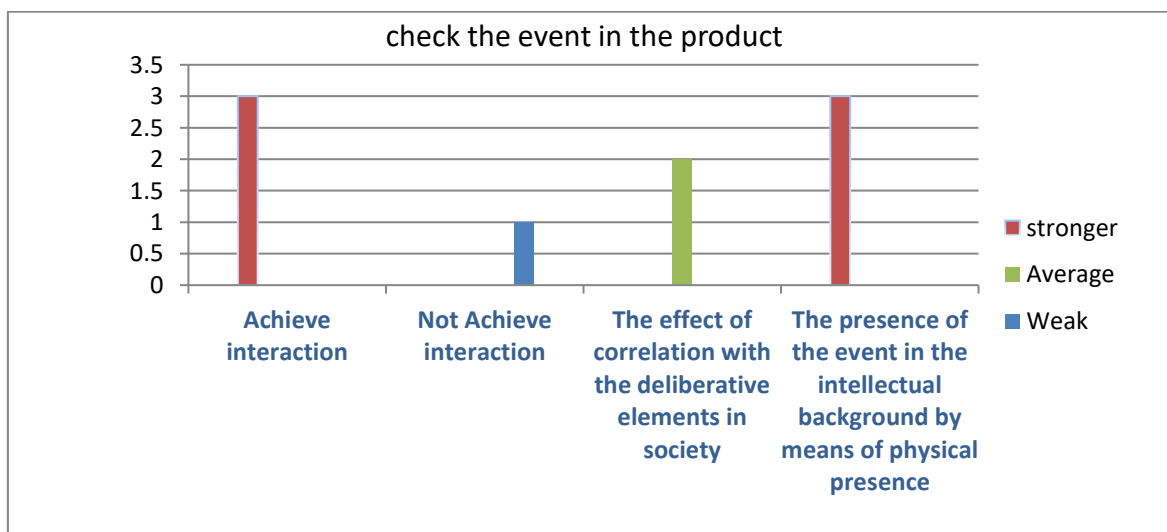 check the event in the product
3.5
3
2.5
2
1.5
1
0.5
0
Achieve
interaction
Not Achieve
interaction
The effect of
correlation with
the deliberative
elements in
society
The presence of
the event in the
intellectual
background by
means of physical
presence
stronger
Average
Weak